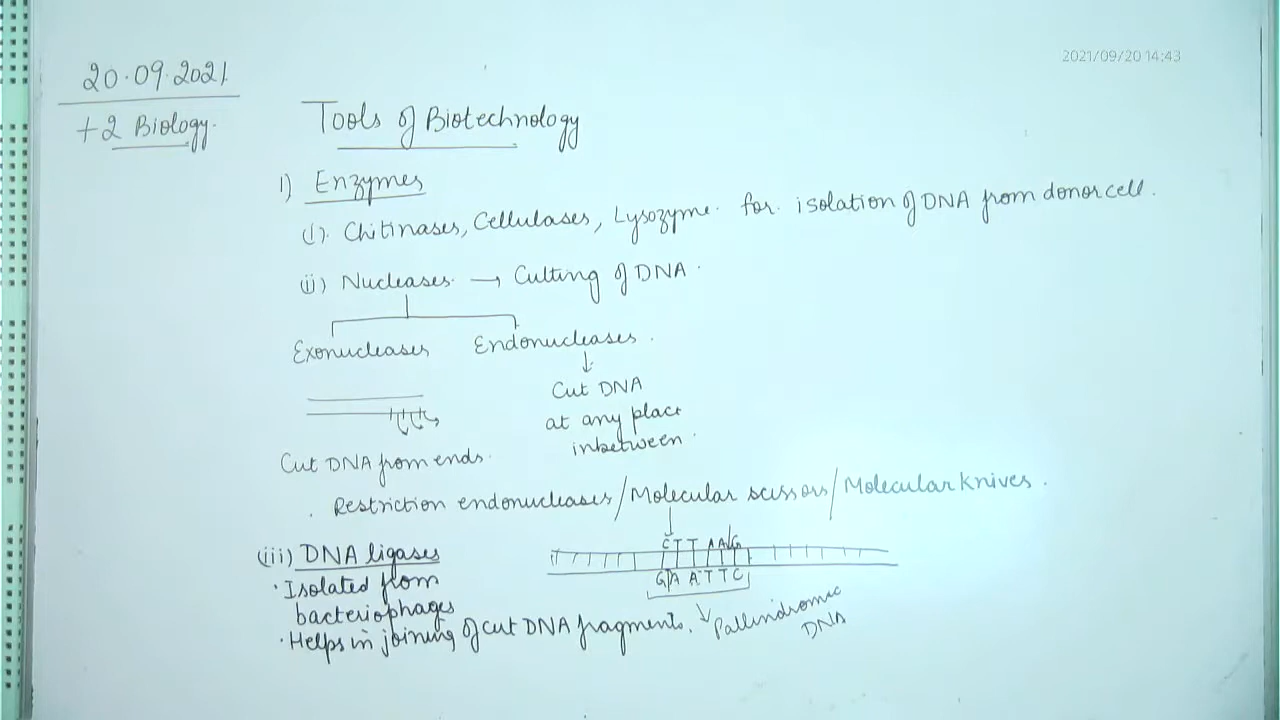 2021/09/20 14:43
20.09.2021.
+2 Biology.
Tools of Biotechnology
1) Enzymes
(i). Chitinases, Cellulases, Lysozyme. for isolation of DNA from donor cell.
(ii) Nucleases. → Cutting of DNA.
Exonucleases Endonucleases.
Cut DNA
at any place
inbetween.
Cut DNA from ends.
Restriction endonucleases/Molecular scissors/Molecular knives.
CTTAAG
GAATTC
Pallindromic
DNA
(iii) DNA ligases
· Isolated from
bacteriophages
· Helps in joining of cut DNA fragments.